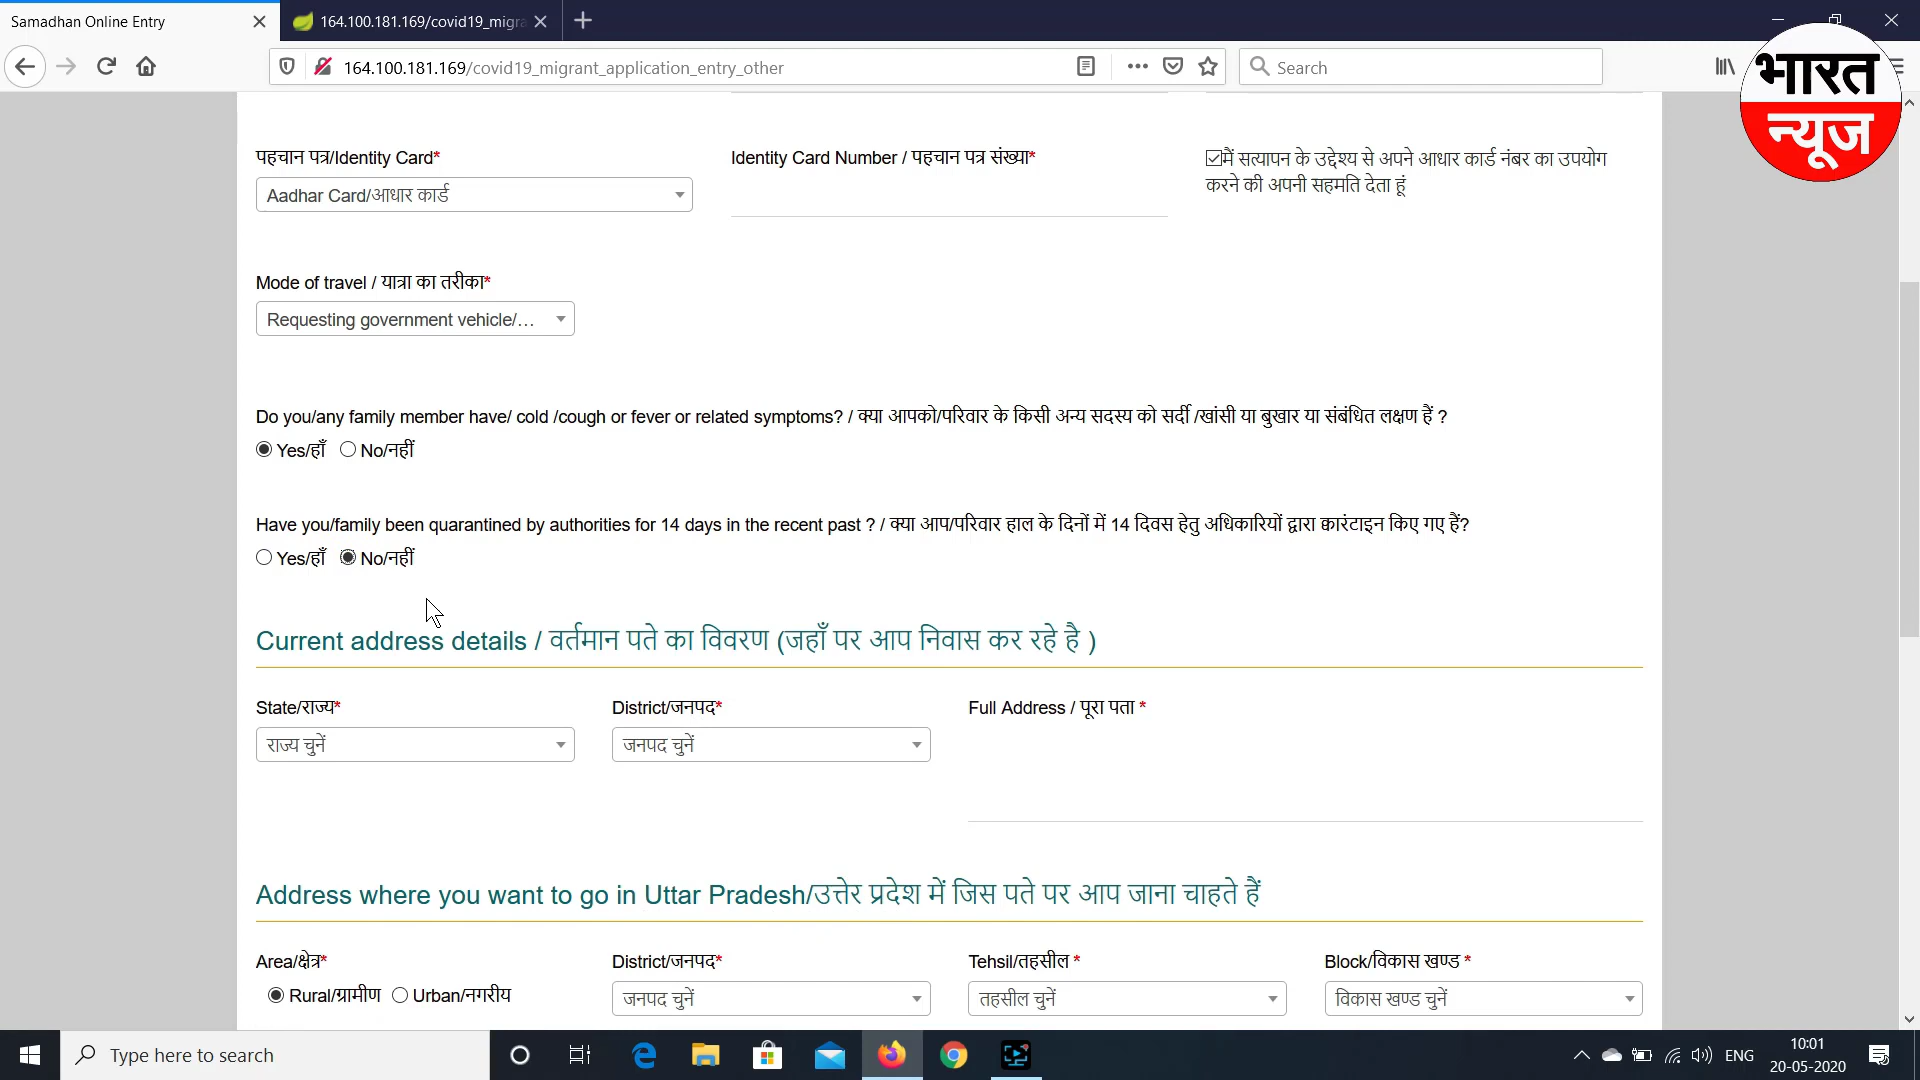 Samadhan Online Entry
164.100.181.169/covid19_migra
164.100.181.169/covid19_migrant_application_entry_other
Search
भारत
न्यूज
पहचान पत्र/Identity Card*
Identity Card Number / पहचान पत्र संख्या*
मैं सत्यापन के उद्देश्य से अपने आधार कार्ड नंबर का उपयोग
करने की अपनी सहमति देता हूं
Aadhar Card/आधार कार्ड
Mode of travel / यात्रा का तरीका*
Requesting government vehicle/...
Do you/any family member have/ cold /cough or fever or related symptoms? / क्या आपको/परिवार के किसी अन्य सदस्य को सर्दी /खांसी या बुखार या संबंधित लक्षण हैं ?
Yes/हाँ No/नहीं
Have you/family been quarantined by authorities for 14 days in the recent past ? / क्या आप/परिवार हाल के दिनों में 14 दिवस हेतु अधिकारियों द्वारा क्वारंटाइन किए गए हैं?
Yes/हाँ No/नहीं
Current address details / वर्तमान पते का विवरण (जहाँ पर आप निवास कर रहे है )
State/राज्य*
District/जनपद*
Full Address / पूरा पता *
राज्य चुनें
जनपद चुनें
Address where you want to go in Uttar Pradesh/उत्तेर प्रदेश में जिस पते पर आप जाना चाहते हैं
Area/क्षेत्र*
District/जनपद*
Tehsil/तहसील *
Block/विकास खण्ड *
Rural/ग्रामीण Urban/नगरीय
जनपद चुनें
तहसील चुनें
विकास खण्ड चुनें
Type here to search
ENG
10:01
20-05-2020